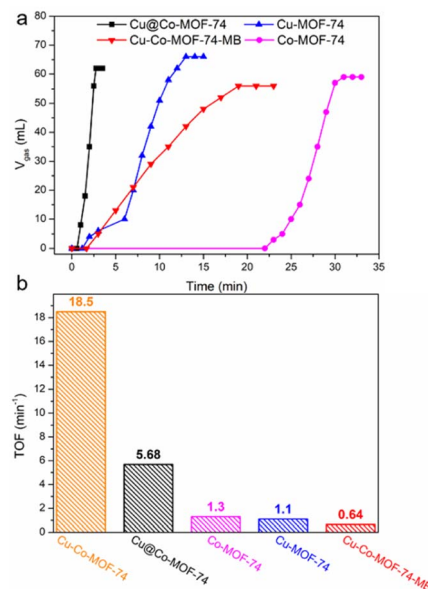 a
Cu@Co-MOF-74
Cu-MOF-74
Cu-Co-MOF-74-MB
Co-MOF-74
80
70
60
50
40
30
20
10
0
V gas (mL)
0 5 10 15 20 25 30 35
Time (min)
b
18
16
14
12
10
8
6
4
2
0
TOF (min-1)
18.5
5.68
1.3
1.1
0.64
Cu-Co-MOF-74
Cu@Co-MOF-74
Co-MOF-74
Cu-MOF-74
Cu-Co-MOF-74-MB